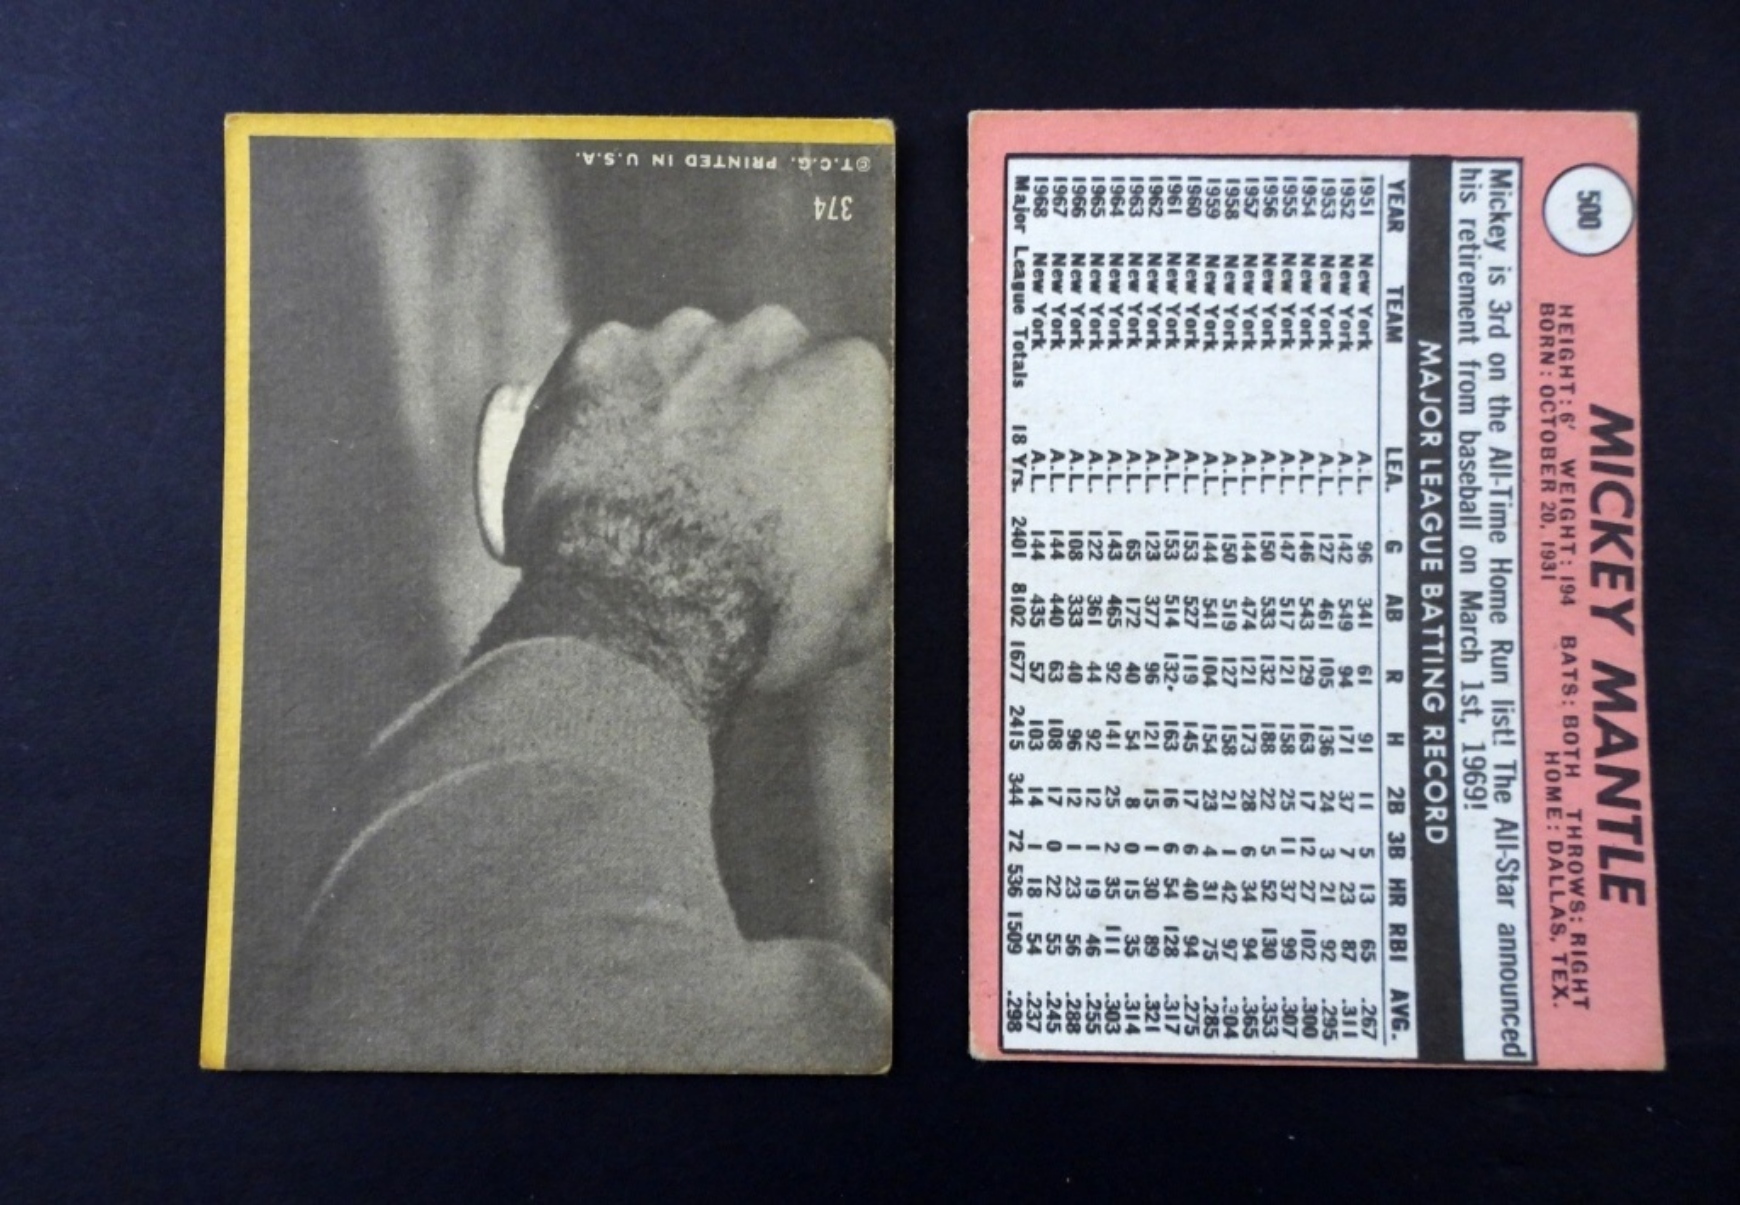 ©T.C.G. PRINTED IN U.S.A.
374
500
MICKEY MANTLE
HEIGHT: 6' WEIGHT: 194 BATS: BOTH THROWS: RIGHT
BORN: OCTOBER 20, 1931 HOME: DALLAS, TEX.
Mickey is 3rd on the All-Time Home Run list! The All-Star announced
his retirement from baseball on March 1st, 1969!
MAJOR LEAGUE BATTING RECORD
YEAR TEAM LEA. G AB R H 2B 3B HR RBI AVG.
1951 New York A.L. 96 341 61 91 11 5 13 65 .267
1952 New York A.L. 142 549 94 171 37 7 23 87 .311
1953 New York A.L. 127 461 105 136 24 3 21 92 .295
1954 New York A.L. 146 543 129 163 17 12 27 102 .300
1955 New York A.L. 147 517 121 158 25 11 37 99 .307
1956 New York A.L. 150 533 132 188 22 5 52 130 .353
1957 New York A.L. 144 474 121 173 28 6 34 94 .365
1958 New York A.L. 150 519 127 158 21 1 42 97 .304
1959 New York A.L. 144 541 104 154 23 4 31 75 .285
1960 New York A.L. 153 527 119 145 17 6 40 94 .275
1961 New York A.L. 153 514 132• 163 16 6 54 128 .317
1962 New York A.L. 123 377 96 121 15 1 30 89 .321
1963 New York A.L. 65 172 40 54 8 0 15 35 .314
1964 New York A.L. 143 465 92 141 25 2 35 111 .303
1965 New York A.L. 122 361 44 92 12 1 19 46 .255
1966 New York A.L. 108 333 40 96 12 1 23 56 .288
1967 New York A.L. 144 440 63 108 17 0 22 55 .245
1968 New York A.L. 144 435 57 103 14 1 18 54 .237
Major League Totals 18 Yrs. 2401 8102 1677 2415 344 72 536 1509 .298